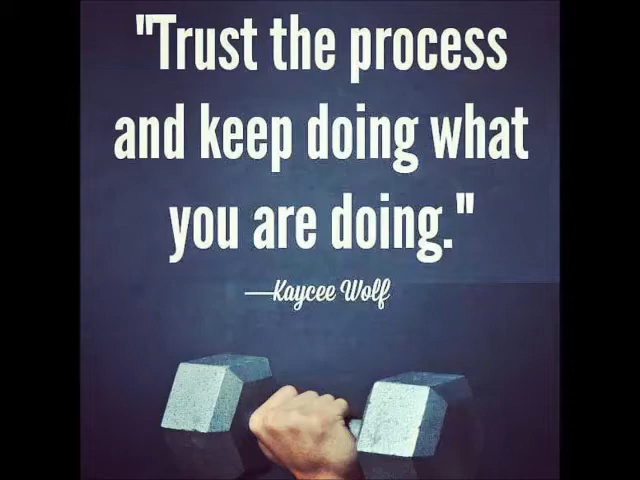 "Trust the process
and keep doing what
you are doing."
—Kaycee Wolf